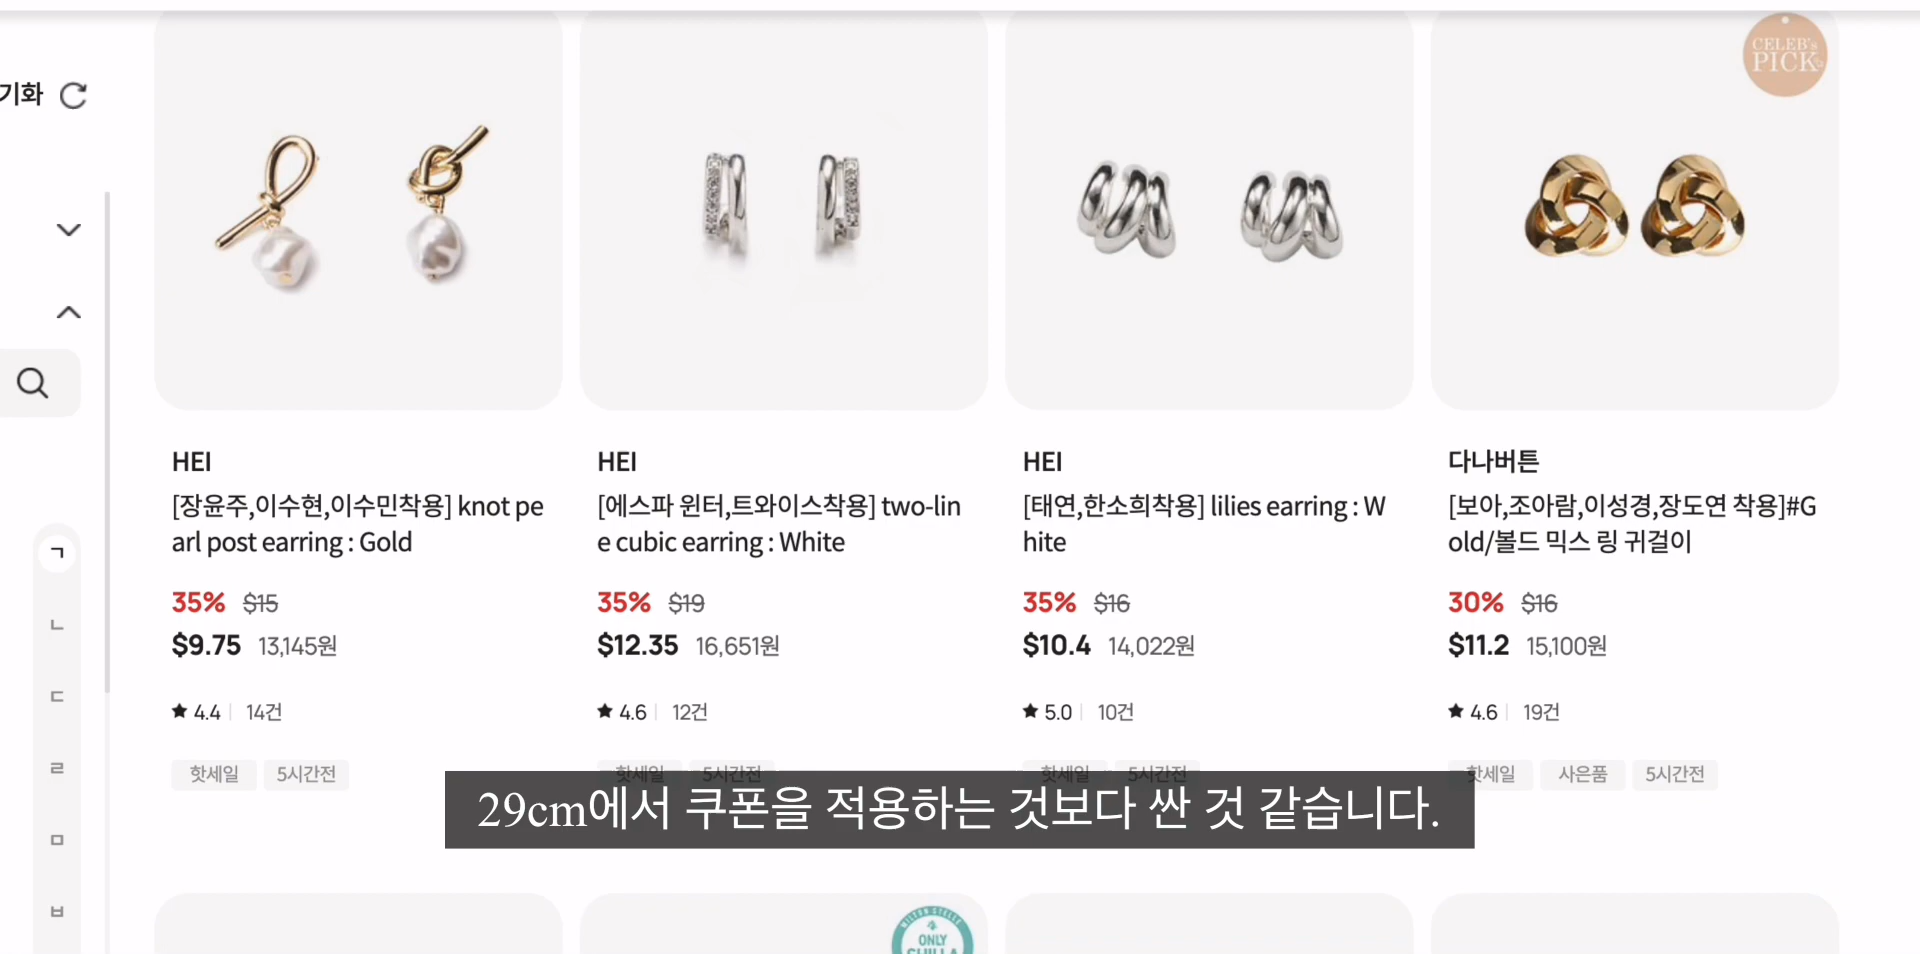 CELEB's
PICK
기화
HEI
[장윤주,이수현,이수민착용] knot pe
arl post earring : Gold
35% $15
$9.75 13,145원
★ 4.4 14건
핫세일 5시간전
HEI
[에스파 윈터,트와이스착용] two-lin
e cubic earring : White
35% $19
$12.35 16,651원
★ 4.6 12건
핫세일 5시간전
HEI
[태연,한소희착용] lilies earring : W
hite
35% $16
$10.4 14,022원
★ 5.0 10건
핫세일 5시간전
다나버튼
[보아,조아람,이성경,장도연 착용]#G
old/볼드 믹스 링 귀걸이
30% $16
$11.2 15,100원
★ 4.6 19건
핫세일 사은품 5시간전
ㄱ
ㄴ
ㄷ
ㄹ
ㅁ
ㅂ
29cm에서 쿠폰을 적용하는 것보다 싼 것 같습니다.
ONLY